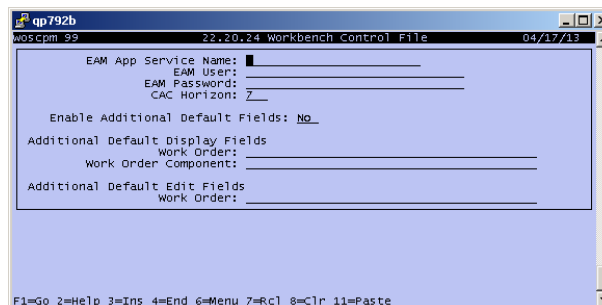 qp792b
woscpm 99 22.20.24 Workbench Control File 04/17/13
EAM App Service Name:
EAM User:
EAM Password:
CAC Horizon: 7
Enable Additional Default Fields: No
Additional Default Display Fields
Work Order:
Work Order Component:
Additional Default Edit Fields
Work Order:
F1=Go 2=Help 3=Ins 4=End 6=Menu 7=Rcl 8=Clr 11=Paste